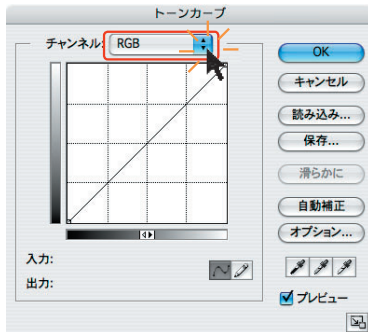 トーンカーブ
チャンネル: RGB
OK
キャンセル
読み込み...
保存...
滑らかに
自動補正
オプション...
入力:
出力:
プレビュー